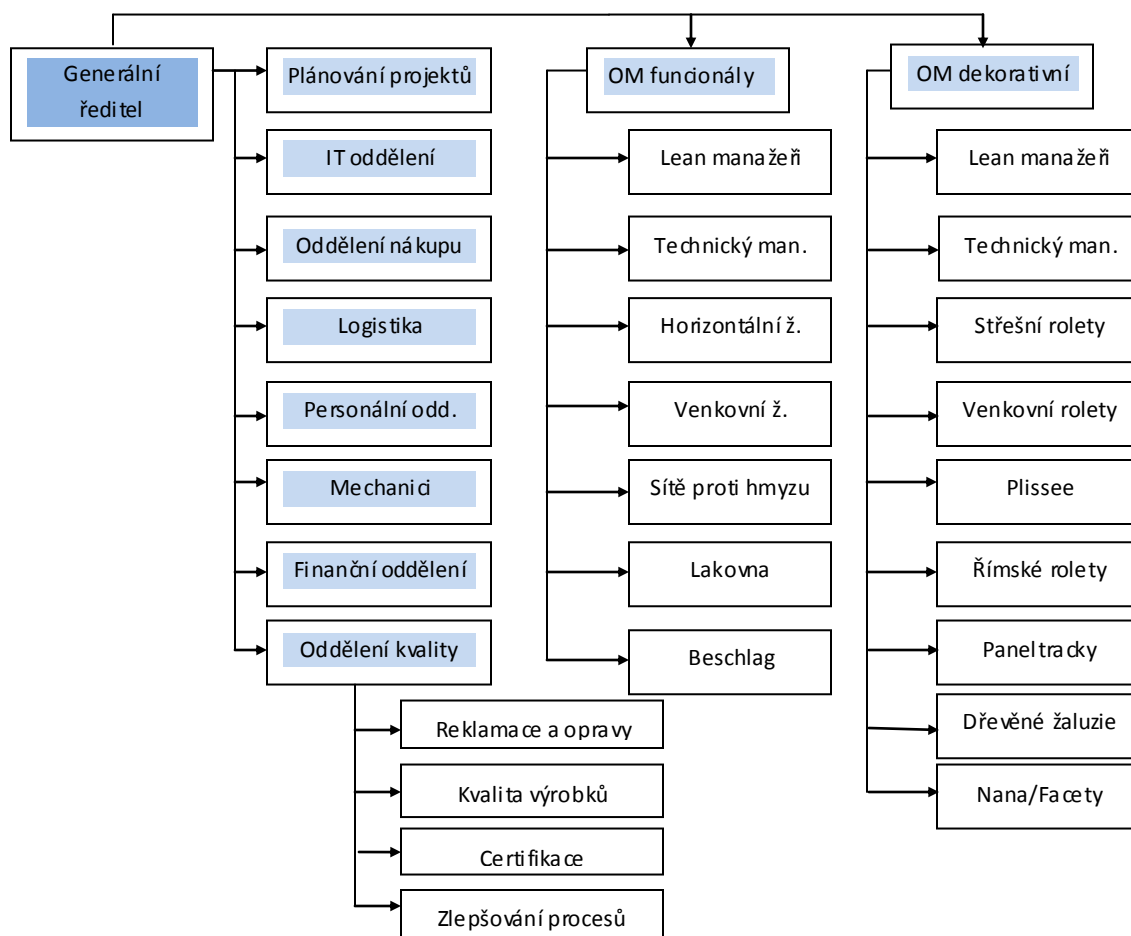 Generální
ředitel
Plánování projektů
IT oddělení
Oddělení nákupu
Logistika
Personální odd.
Mechanici
Finanční oddělení
Oddělení kvality
Reklamace a opravy
Kvalita výrobků
Certifikace
Zlepšování procesů
OM funcionály
Lean manažeři
Technický man.
Horizontální ž.
Venkovní ž.
Sítě proti hmyzu
Lakovna
Beschlag
OM dekorativní
Lean manažeři
Technický man.
Střešní rolety
Venkovní rolety
Plissee
Římské rolety
Paneltracky
Dřevěné žaluzie
Nana/Facety